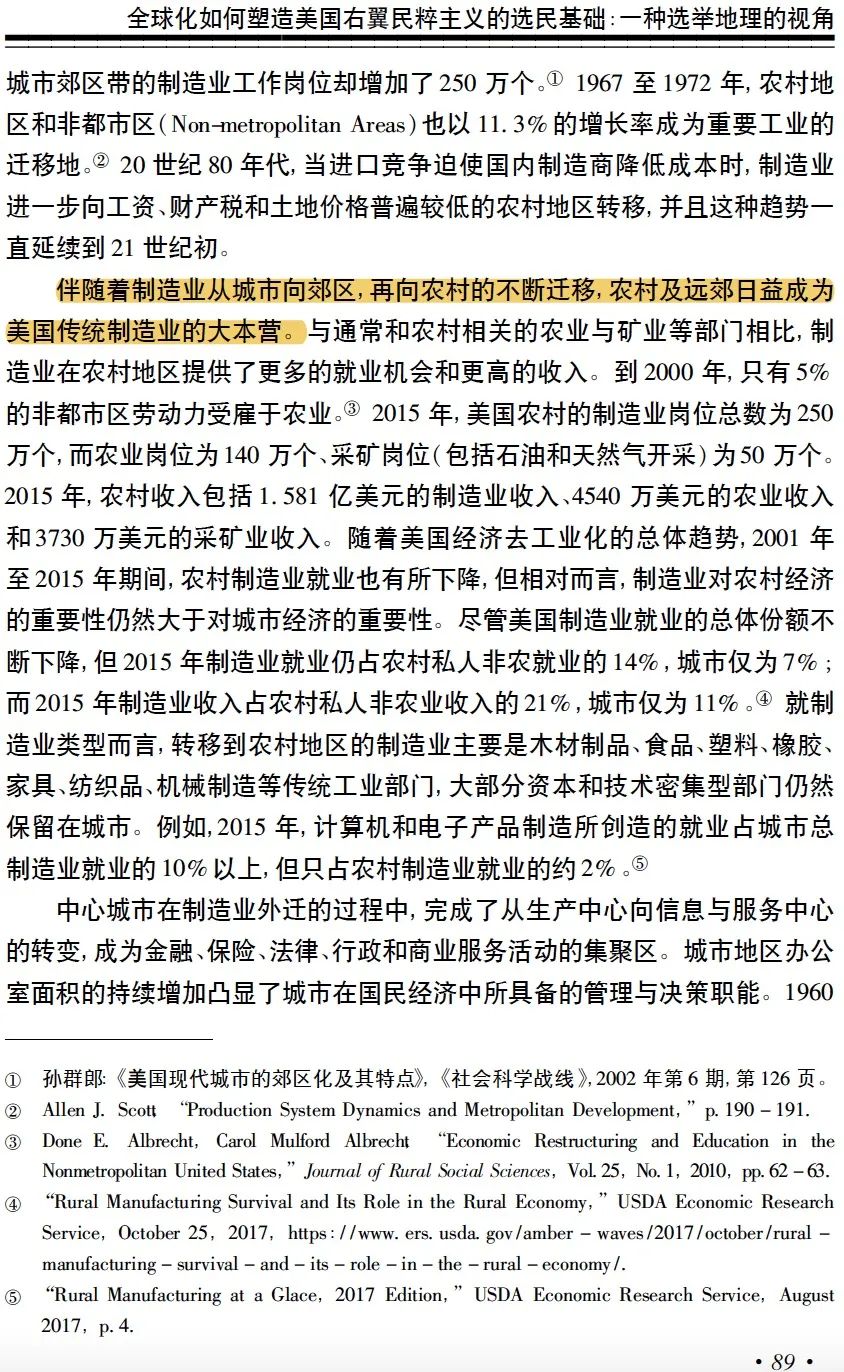 全球化如何塑造美国右翼民粹主义的选民基础:一种选举地理的视角
城市郊区带的制造业工作岗位却增加了 250 万个。① 1967 至 1972 年,农村地
区和非都市区(Non-metropolitan Areas)也以 11.3% 的增长率成为重要工业的
迁移地。② 20 世纪 80 年代,当进口竞争迫使国内制造商降低成本时,制造业
进一步向工资、财产税和土地价格普遍较低的农村地区转移,并且这种趋势一
直延续到 21 世纪初。
伴随着制造业从城市向郊区,再向农村的不断迁移,农村及远郊日益成为
美国传统制造业的大本营。与通常和农村相关的农业与矿业等部门相比,制
造业在农村地区提供了更多的就业机会和更高的收入。到 2000 年,只有 5%
的非都市区劳动力受雇于农业。③ 2015 年,美国农村的制造业岗位总数为 250
万个,而农业岗位为 140 万个、采矿岗位(包括石油和天然气开采)为 50 万个。
2015 年,农村收入包括 1.581 亿美元的制造业收入、4540 万美元的农业收入
和 3730 万美元的采矿业收入。随着美国经济去工业化的总体趋势,2001 年
至 2015 年期间,农村制造业就业也有所下降,但相对而言,制造业对农村经济
的重要性仍然大于对城市经济的重要性。尽管美国制造业就业的总体份额不
断下降,但 2015 年制造业就业仍占农村私人非农就业的 14%,城市仅为 7%;
而 2015 年制造业收入占农村私人非农业收入的 21%,城市仅为 11%。④ 就制
造业类型而言,转移到农村地区的制造业主要是木材制品、食品、塑料、橡胶、
家具、纺织品、机械制造等传统工业部门,大部分资本和技术密集型部门仍然
保留在城市。例如,2015 年,计算机和电子产品制造所创造的就业占城市总
制造业就业的 10% 以上,但只占农村制造业就业的约 2%。⑤
中心城市在制造业外迁的过程中,完成了从生产中心向信息与服务中心
的转变,成为金融、保险、法律、行政和商业服务活动的集聚区。城市地区办公
室面积的持续增加凸显了城市在国民经济中所具备的管理与决策职能。1960
① 孙群郎:《美国现代城市的郊区化及其特点》,《社会科学战线》,2002 年第 6 期,第 126 页。
② Allen J. Scott, “Production System Dynamics and Metropolitan Development,” p. 190-191.
③ Done E. Albrecht, Carol Mulford Albrecht, “Economic Restructuring and Education in the
Nonmetropolitan United States,” Journal of Rural Social Sciences, Vol. 25, No. 1, 2010, pp. 62-63.
④ “Rural Manufacturing Survival and Its Role in the Rural Economy,” USDA Economic Research
Service, October 25, 2017, https://www.ers.usda.gov/amber-waves/2017/october/rural-
manufacturing-survival-and-its-role-in-the-rural-economy/.
⑤ “Rural Manufacturing at a Glace, 2017 Edition,” USDA Economic Research Service, August
2017, p. 4.
· 89 ·